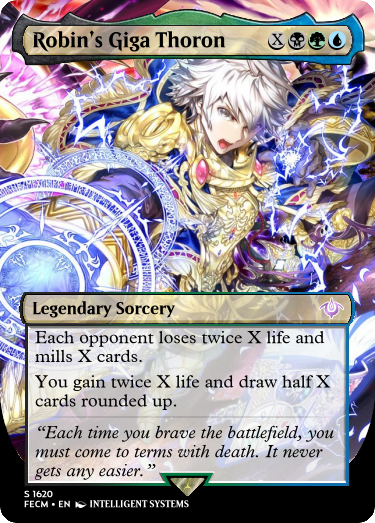 Robin's Giga Thoron X
Legendary Sorcery
Each opponent loses twice X life and
mills X cards.
You gain twice X life and draw half X
cards rounded up.
“Each time you brave the battlefield, you
must come to terms with death. It never
gets any easier.”
S 1620
FECM • EN INTELLIGENT SYSTEMS